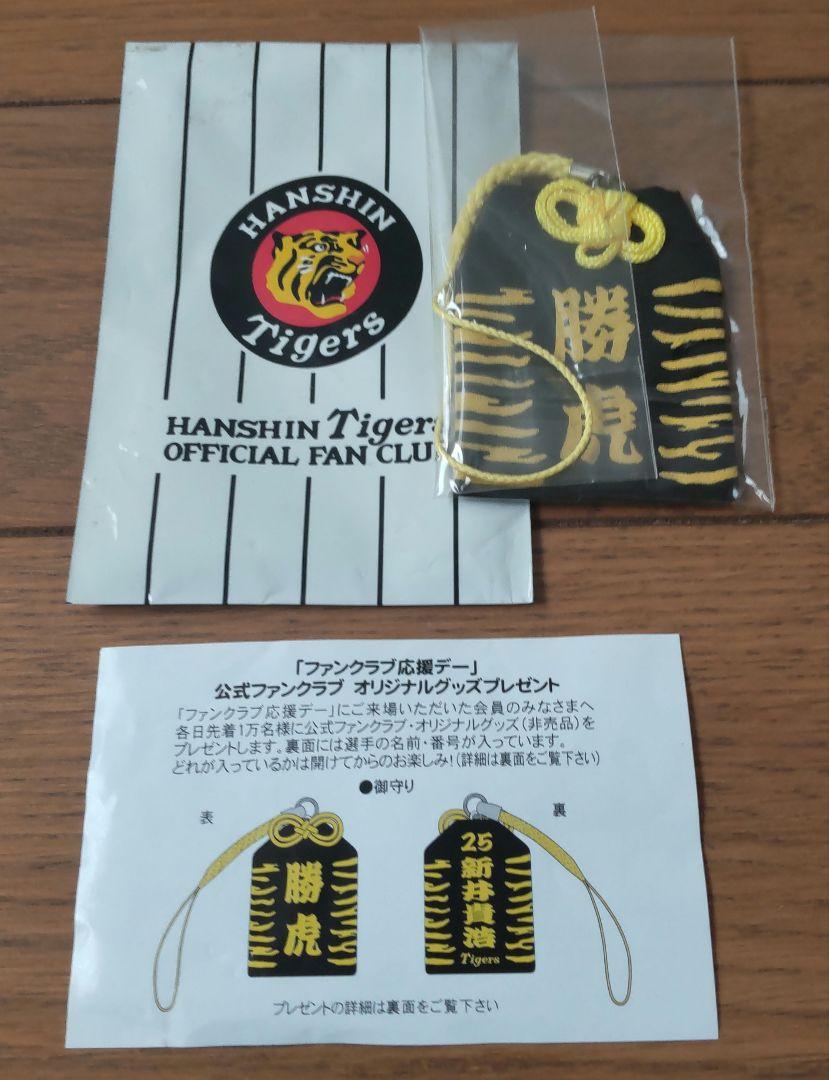 HANSHIN
Tigers
HANSHIN Tigers
OFFICIAL FAN CLU
勝虎
「ファンクラブ応援デー」
公式ファンクラブ オリジナルグッズプレゼント
「ファンクラブ応援デー」にご来場いただいた会員のみなさまへ
各日先着1万名様に公式ファンクラブ・オリジナルグッズ(非売品)を
プレゼントします。裏面には選手の名前・番号が入っています。
どれが入っているかは開けてからのお楽しみ!(詳細は裏面をご覧下さい)
●御守り
表
裏
勝虎
25
新井貴浩
Tigers
プレゼントの詳細は裏面をご覧下さい